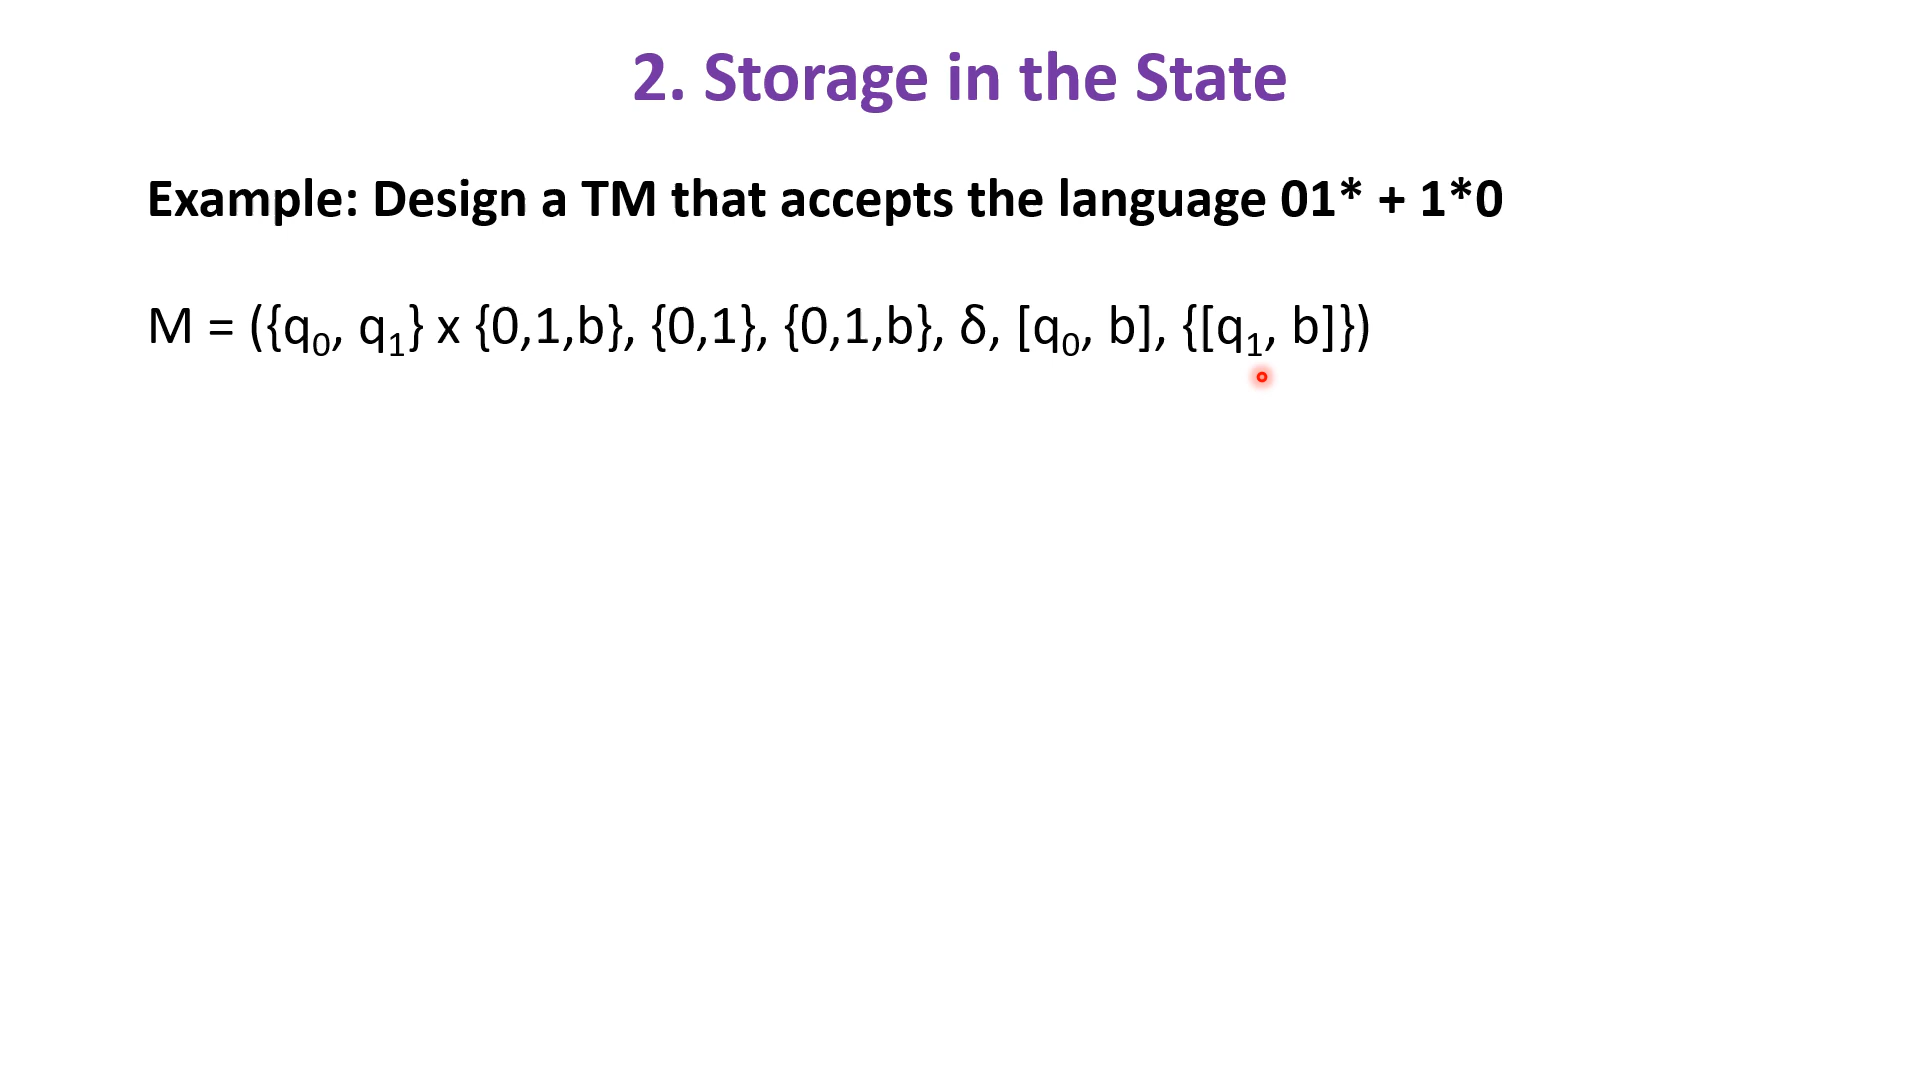 2. Storage in the State
Example: Design a TM that accepts the language 01* + 1*0
M = ({q₀, q₁} x {0,1,b}, {0,1}, {0,1,b}, δ, [q₀, b], {[q₁, b]})